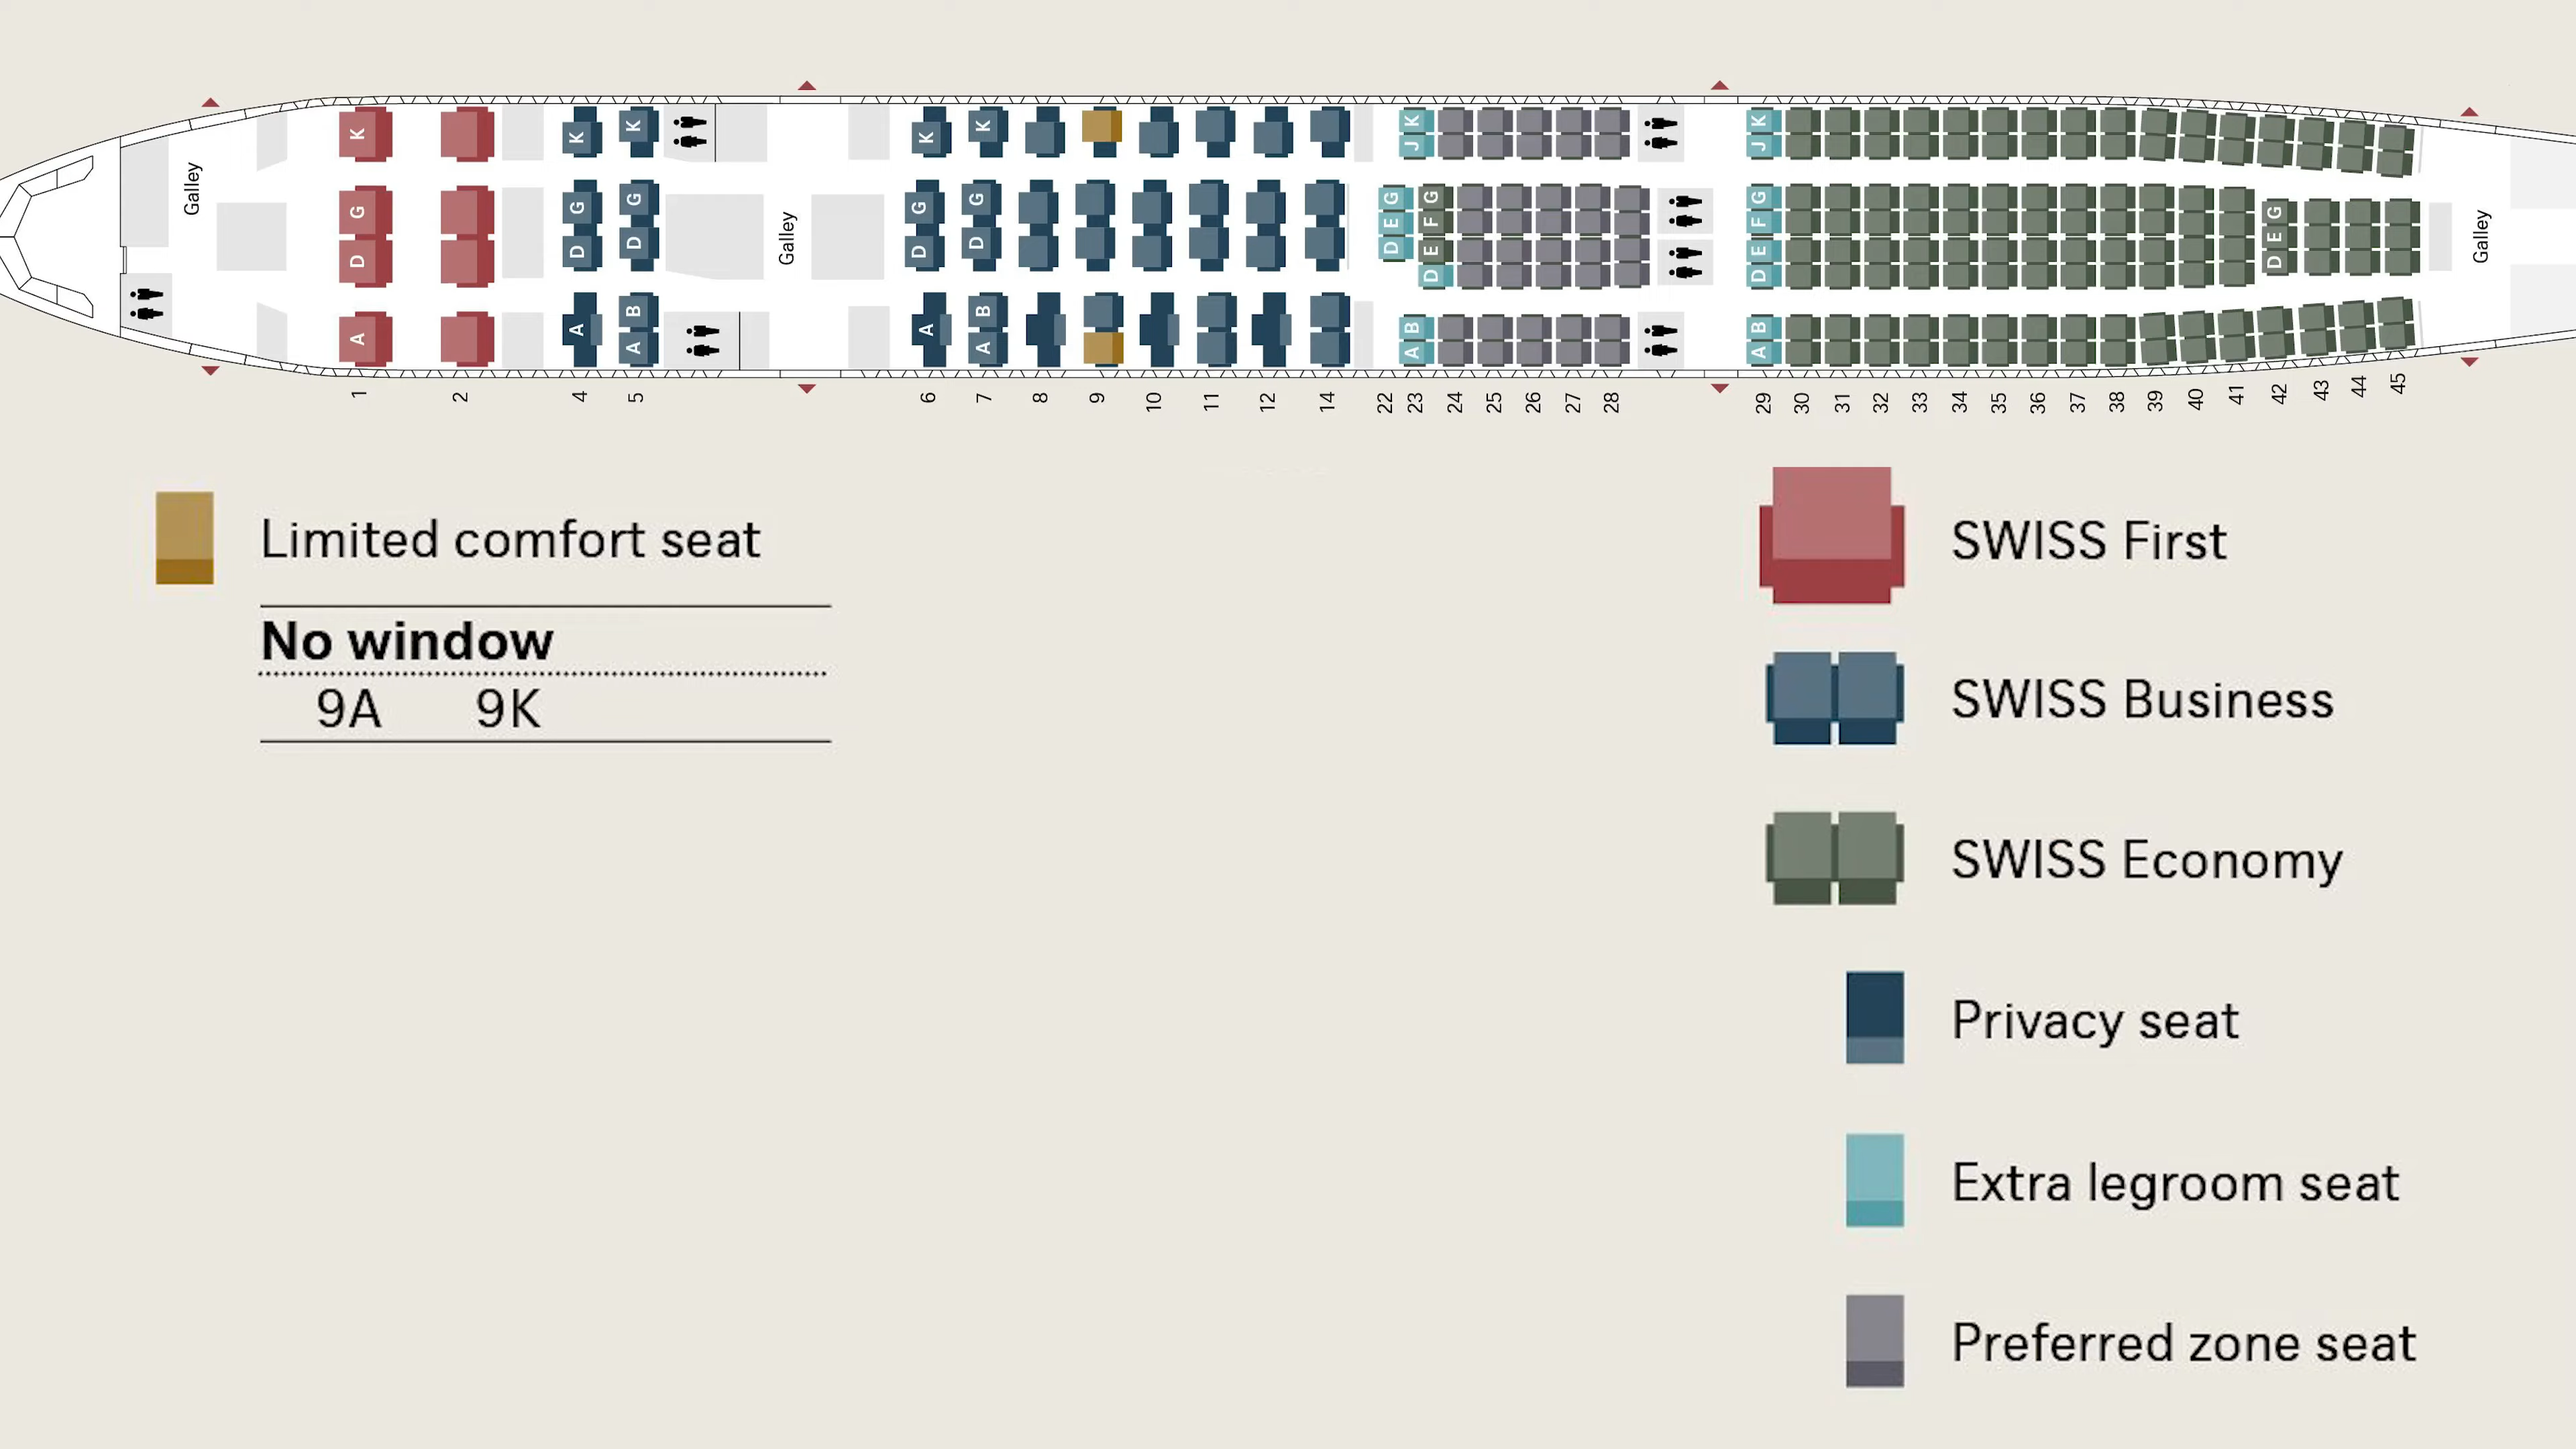 Galley
Galley
Galley
K K K K K J K J K
G G G G G G G
D D D D D E F E F
A A B A A B D E D E G
D D E
A B A B
1 2 4 5 6 7 8 9 10 11 12 14 22 23 24 25 26 27 28 29 30 31 32 33 34 35 36 37 38 39 40 41 42 43 44 45
Limited comfort seat
No window
9A 9K
SWISS First
SWISS Business
SWISS Economy
Privacy seat
Extra legroom seat
Preferred zone seat